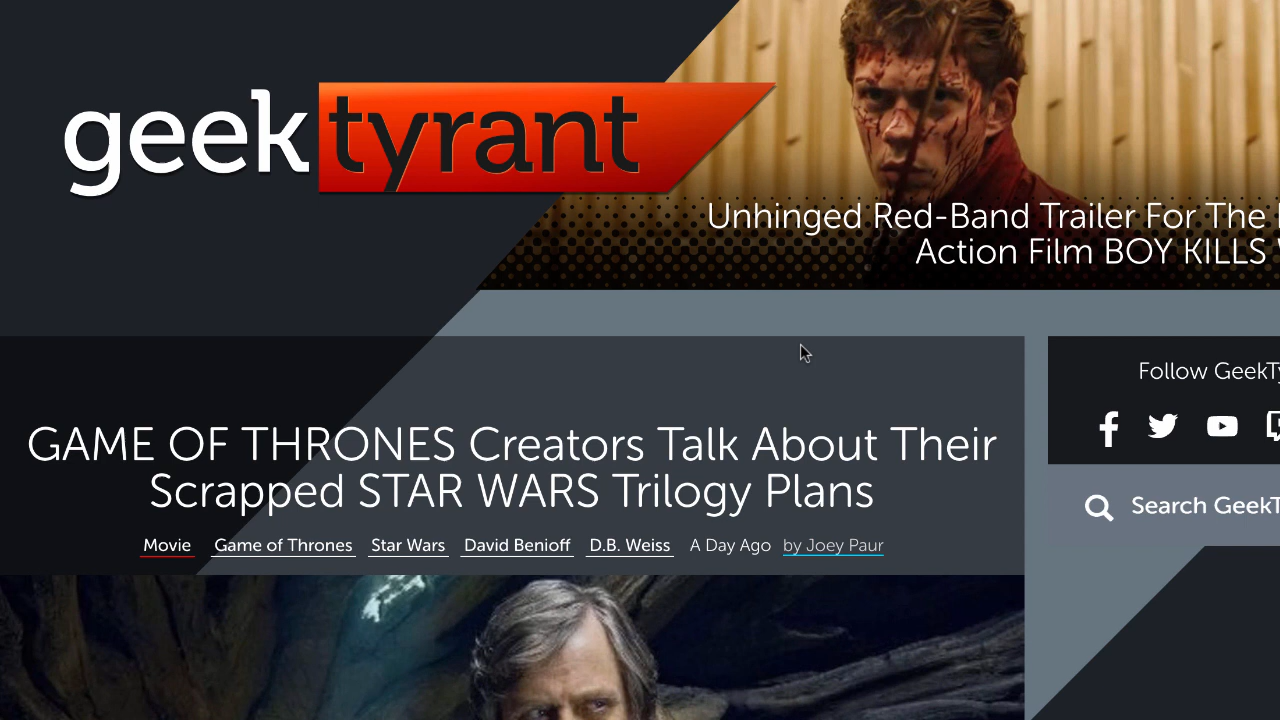 geek tyrant
Unhinged Red-Band Trailer For The
Action Film BOY KILLS
GAME OF THRONES Creators Talk About Their
Scrapped STAR WARS Trilogy Plans
Movie Game of Thrones Star Wars David Benioff D.B. Weiss A Day Ago by Joey Paur
Follow GeekTy
Search GeekT